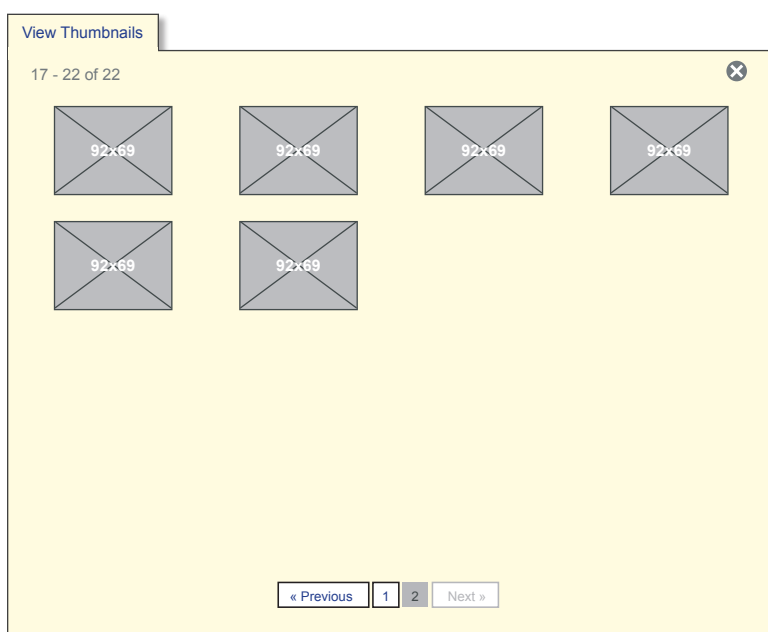 View Thumbnails
17 - 22 of 22
92x69 92x69 92x69 92x69
92x69 92x69
« Previous 1 2 Next »